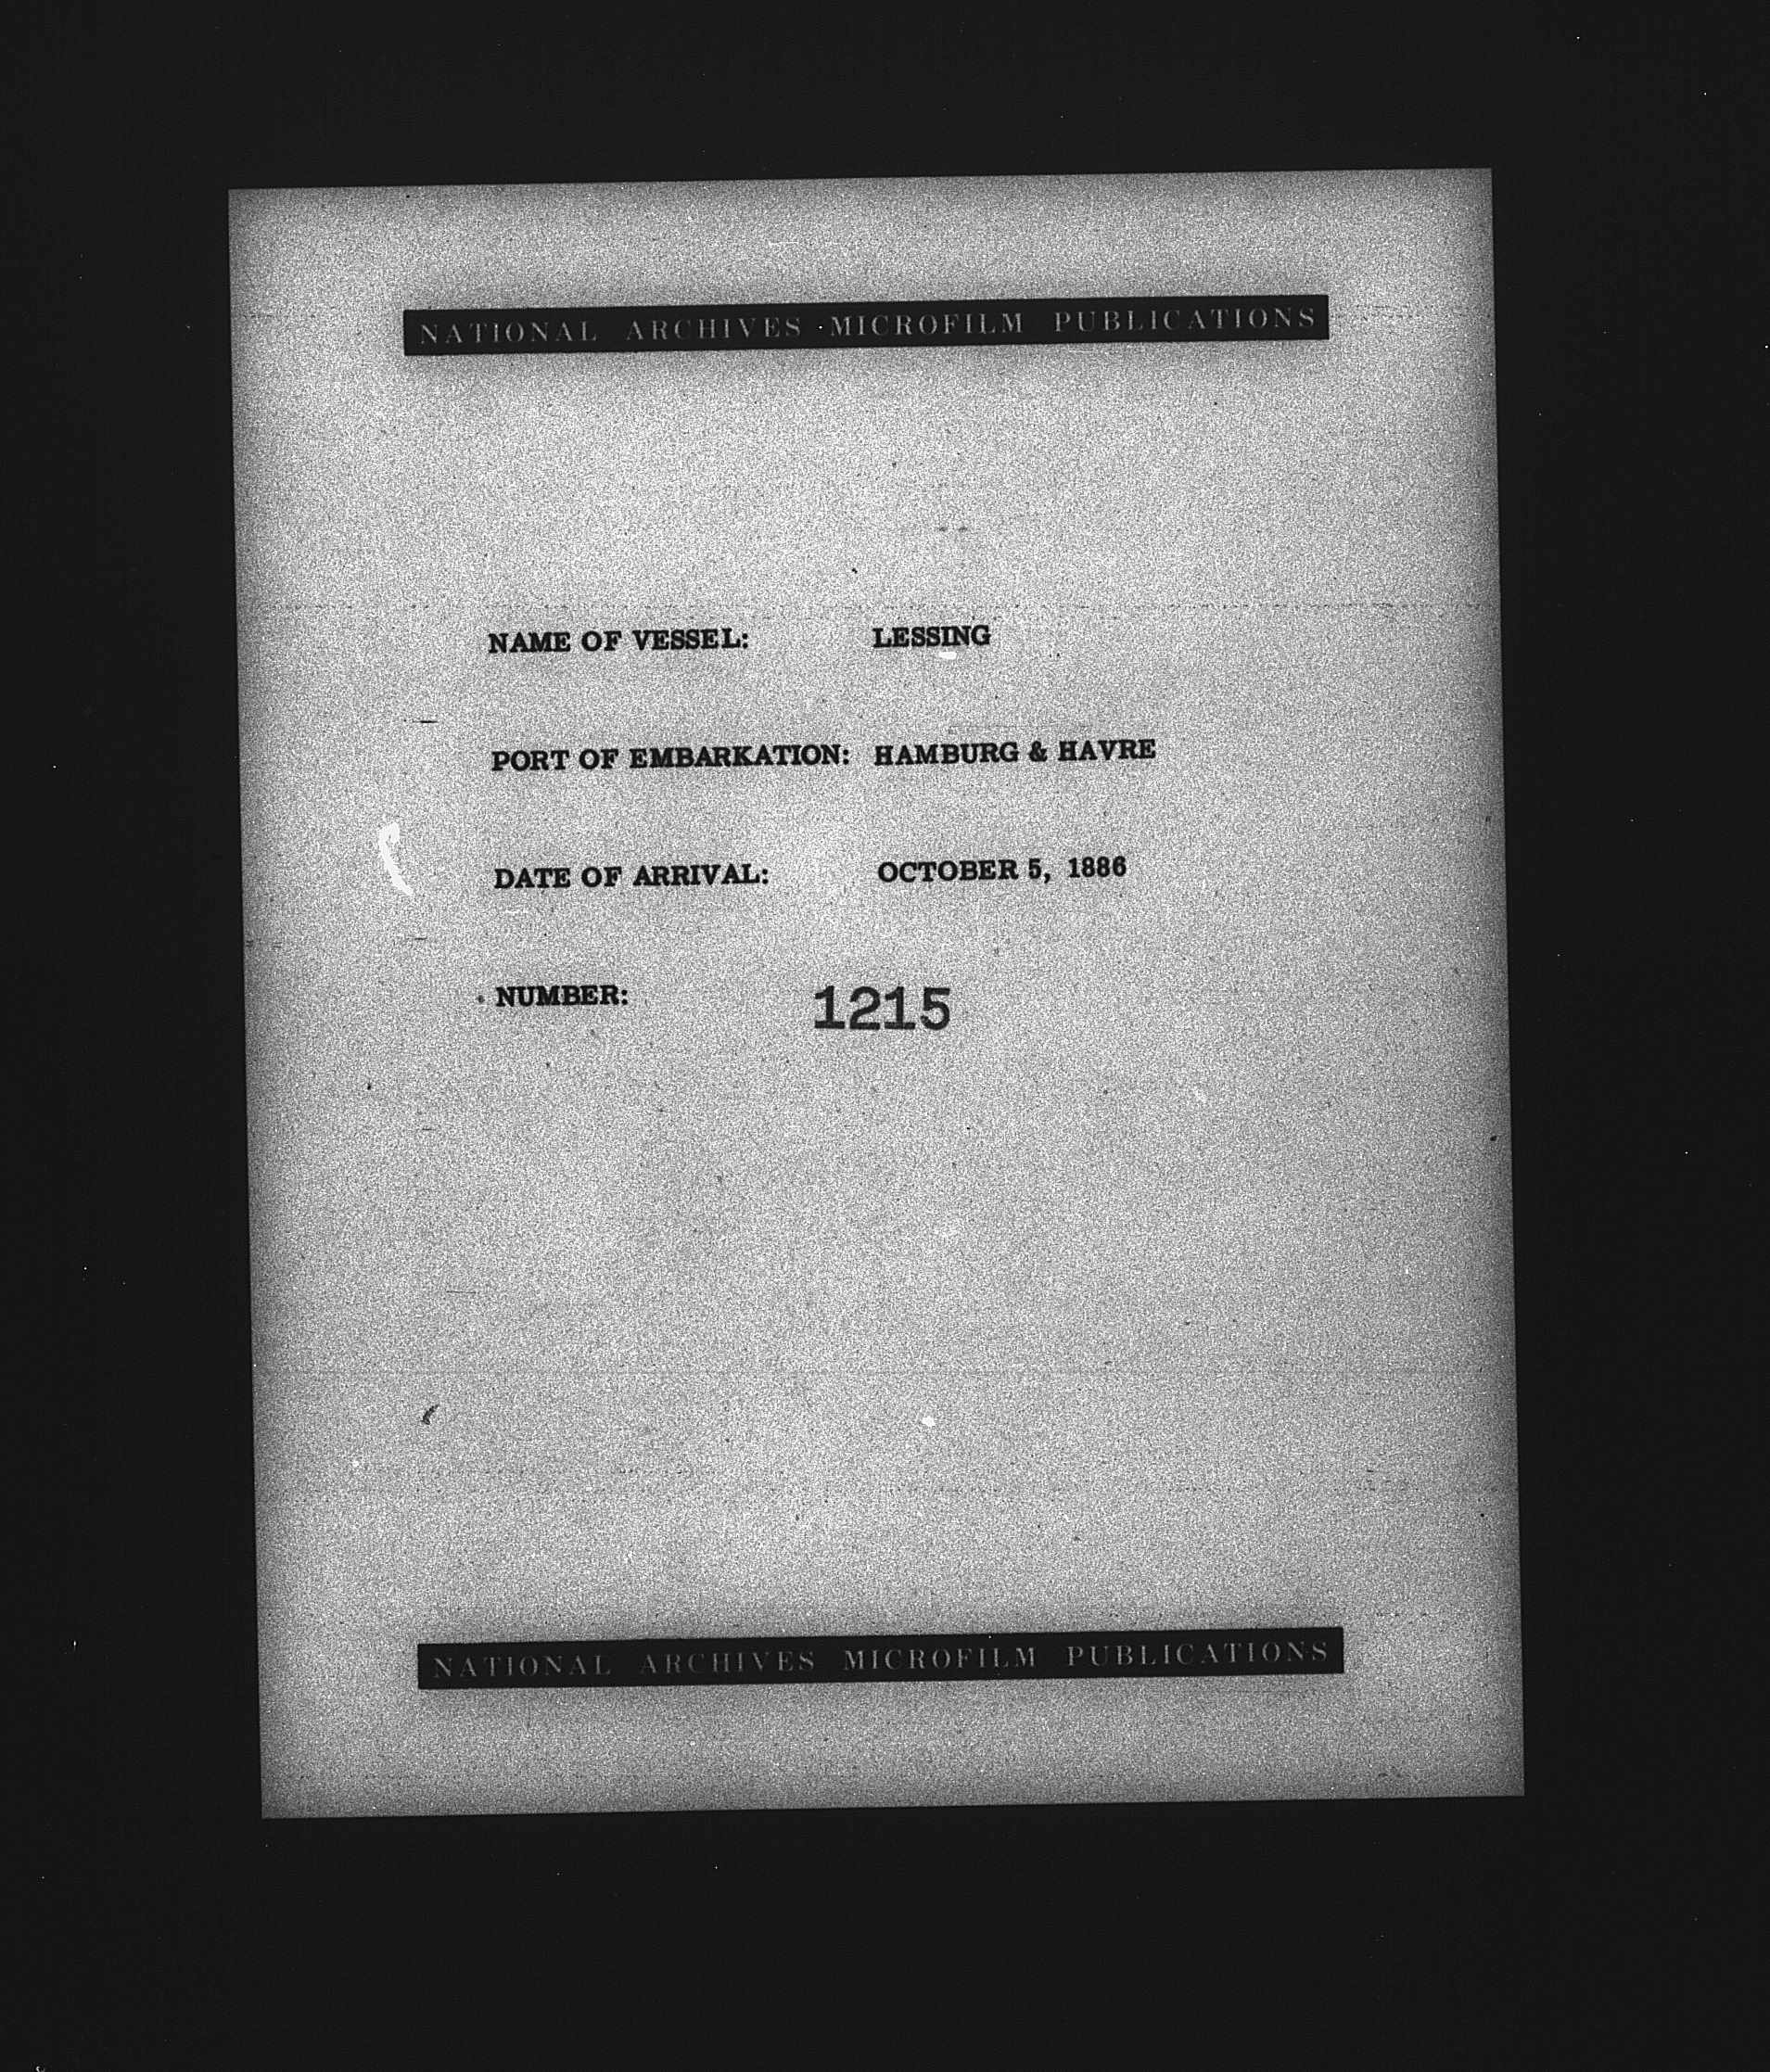 NATIONAL ARCHIVES MICROFILM PUBLICATIONS
NAME OF VESSEL: LESSING
PORT OF EMBARKATION: HAMBURG & HAVRE
DATE OF ARRIVAL: OCTOBER 5, 1886
NUMBER: 1215
NATIONAL ARCHIVES MICROFILM PUBLICATIONS